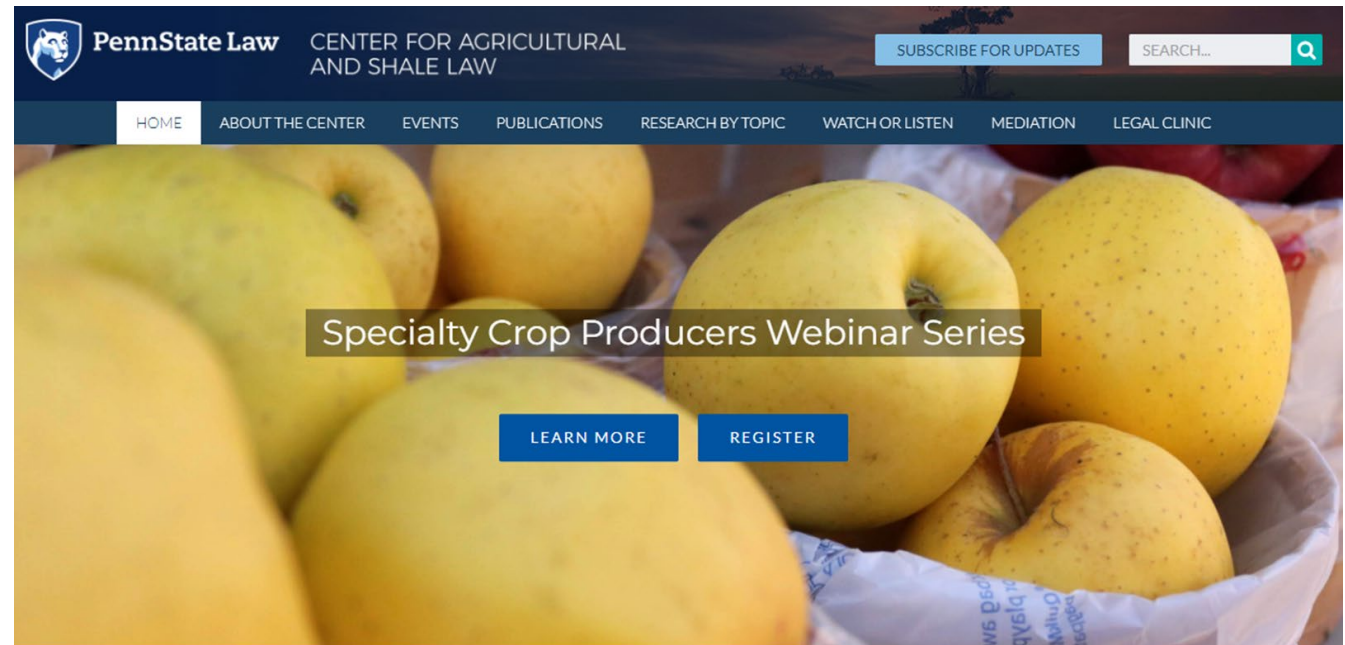 PennState Law
CENTER FOR AGRICULTURAL
AND SHALE LAW
SUBSCRIBE FOR UPDATES
SEARCH...
HOME
ABOUT THE CENTER
EVENTS
PUBLICATIONS
RESEARCH BY TOPIC
WATCH OR LISTEN
MEDIATION
LEGAL CLINIC
Specialty Crop Producers Webinar Series
LEARN MORE
REGISTER